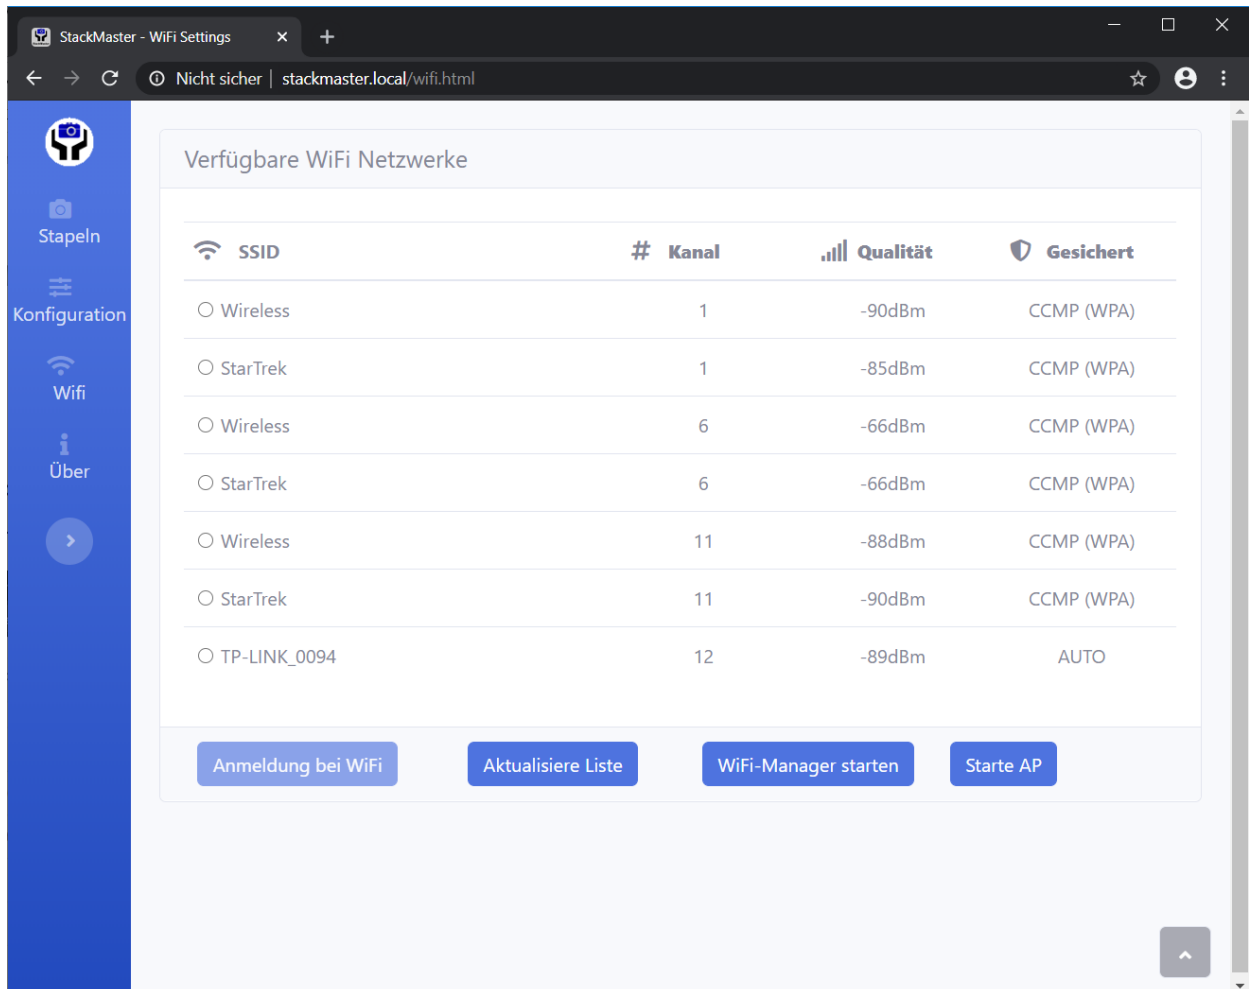 StackMaster - WiFi Settings
Nicht sicher | stackmaster.local/wifi.html
Stapeln
Konfiguration
Wifi
Über
Verfügbare WiFi Netzwerke
SSID # Kanal Qualität Gesichert
Wireless 1 -90dBm CCMP (WPA)
StarTrek 1 -85dBm CCMP (WPA)
Wireless 6 -66dBm CCMP (WPA)
StarTrek 6 -66dBm CCMP (WPA)
Wireless 11 -88dBm CCMP (WPA)
StarTrek 11 -90dBm CCMP (WPA)
TP-LINK_0094 12 -89dBm AUTO
Anmeldung bei WiFi Aktualisiere Liste WiFi-Manager starten Starte AP